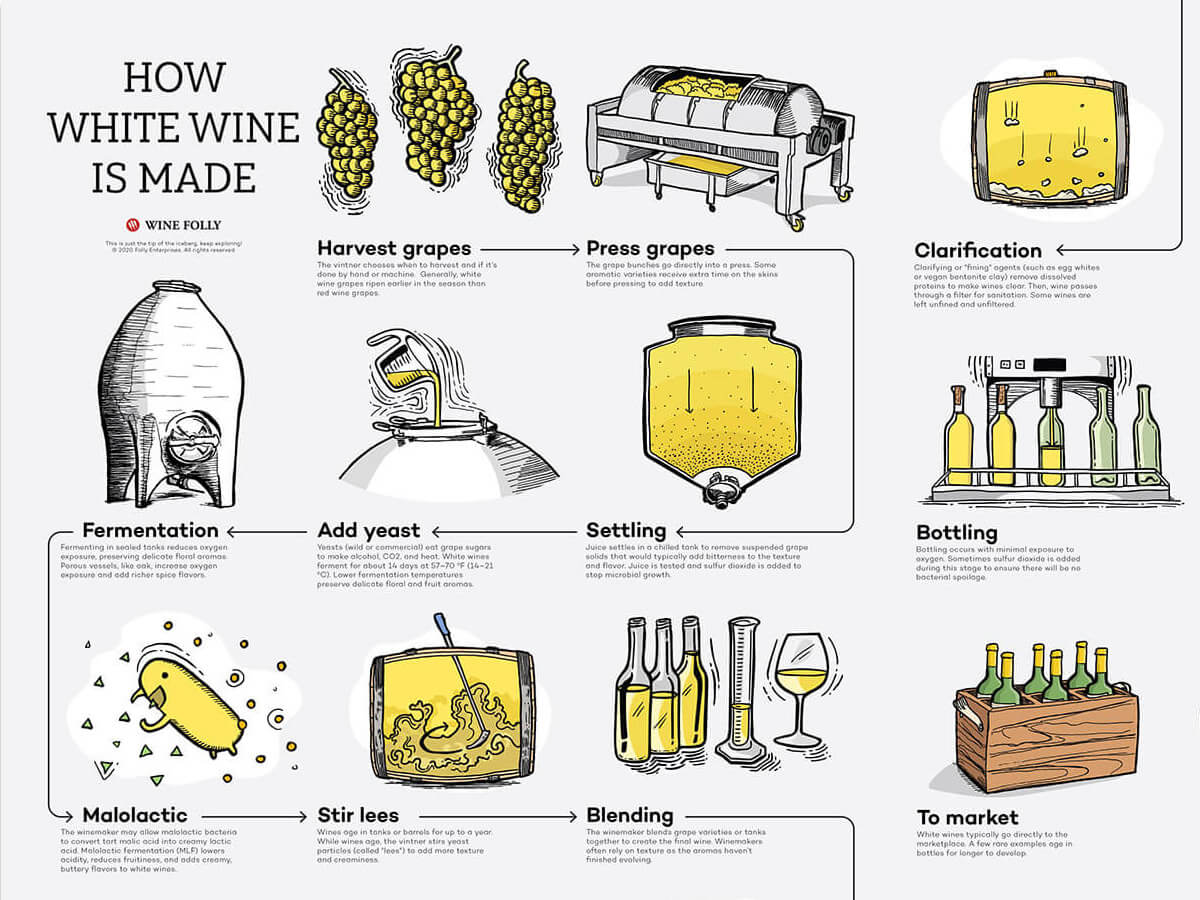 HOW
WHITE WINE
IS MADE
WINE FOLLY
This is just the tip of the iceberg, keep exploring!
© 2020 Folly Enterprises. All rights reserved
Harvest grapes
The vintner chooses when to harvest and if it's
done by hand or machine. Generally, white
wine grapes ripen earlier in the season than
red wine grapes.
Press grapes
The grape bunches go directly into a press. Some
aromatic varieties receive extra time on the skins
before pressing to add texture.
Settling
Juice settles in a chilled tank to remove suspended grape
solids that would typically add bitterness to the texture
and flavor. Juice is tested and sulfur dioxide is added to
stop microbial growth.
Add yeast
Yeasts (wild or commercial) eat grape sugars
to make alcohol, CO2, and heat. White wines
ferment for about 14 days at 57–70 °F (14–21
°C). Lower fermentation temperatures
preserve delicate floral and fruit aromas.
Fermentation
Fermenting in sealed tanks reduces oxygen
exposure, preserving delicate floral aromas.
Porous vessels, like oak, increase oxygen
exposure and add richer spice flavors.
Malolactic
The winemaker may allow malolactic bacteria
to convert tart malic acid into creamy lactic
acid. Malolactic fermentation (MLF) lowers
acidity, reduces fruitiness, and adds creamy,
buttery flavors to white wines.
Stir lees
Wines age in tanks or barrels for up to a year.
While wines age, the vintner stirs yeast
particles (called "lees") to add more texture
and creaminess.
Blending
The winemaker blends grape varieties or tanks
together to create the final wine. Winemakers
often rely on texture as the aromas haven't
finished evolving.
Clarification
Clarifying or "fining" agents (such as egg whites
or vegan bentonite clay) remove dissolved
proteins to make wines clear. Then, wine passes
through a filter for sanitation. Some wines are
left unfined and unfiltered.
Bottling
Bottling occurs with minimal exposure to
oxygen. Sometimes sulfur dioxide is added
during this stage to ensure there will be no
bacterial spoilage.
To market
White wines typically go directly to the
marketplace. A few rare examples age in
bottles for longer to develop.